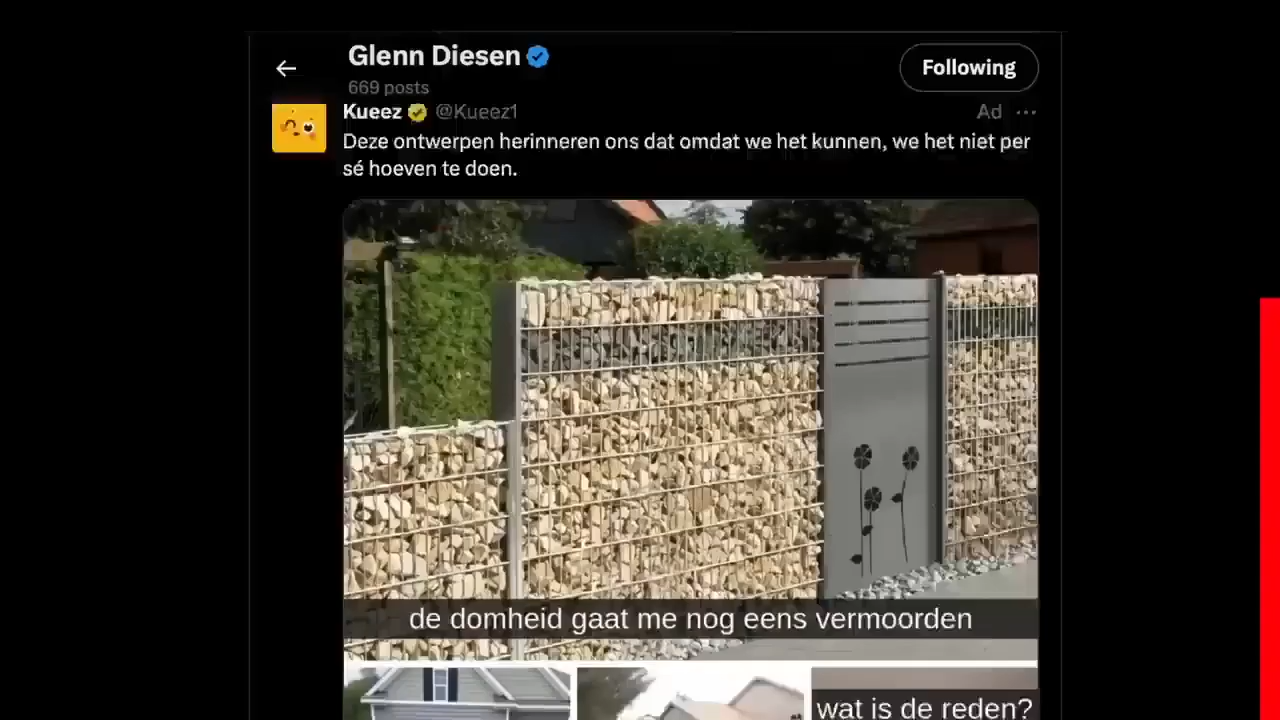 Glenn Diesen
669 posts
Following
Kueez @Kueez1
Ad
Deze ontwerpen herinneren ons dat omdat we het kunnen, we het niet per
sé hoeven te doen.
de domheid gaat me nog eens vermoorden
wat is de reden?